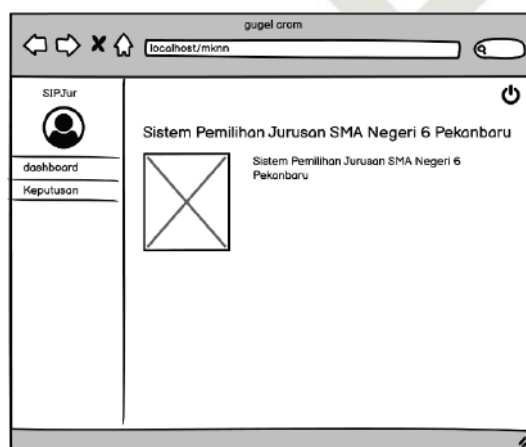 gugel crom
localhost/mknn
SIPJur
dashboard
Keputusan
Sistem Pemilihan Jurusan SMA Negeri 6 Pekanbaru
Sistem Pemilihan Jurusan SMA Negeri 6
Pekanbaru